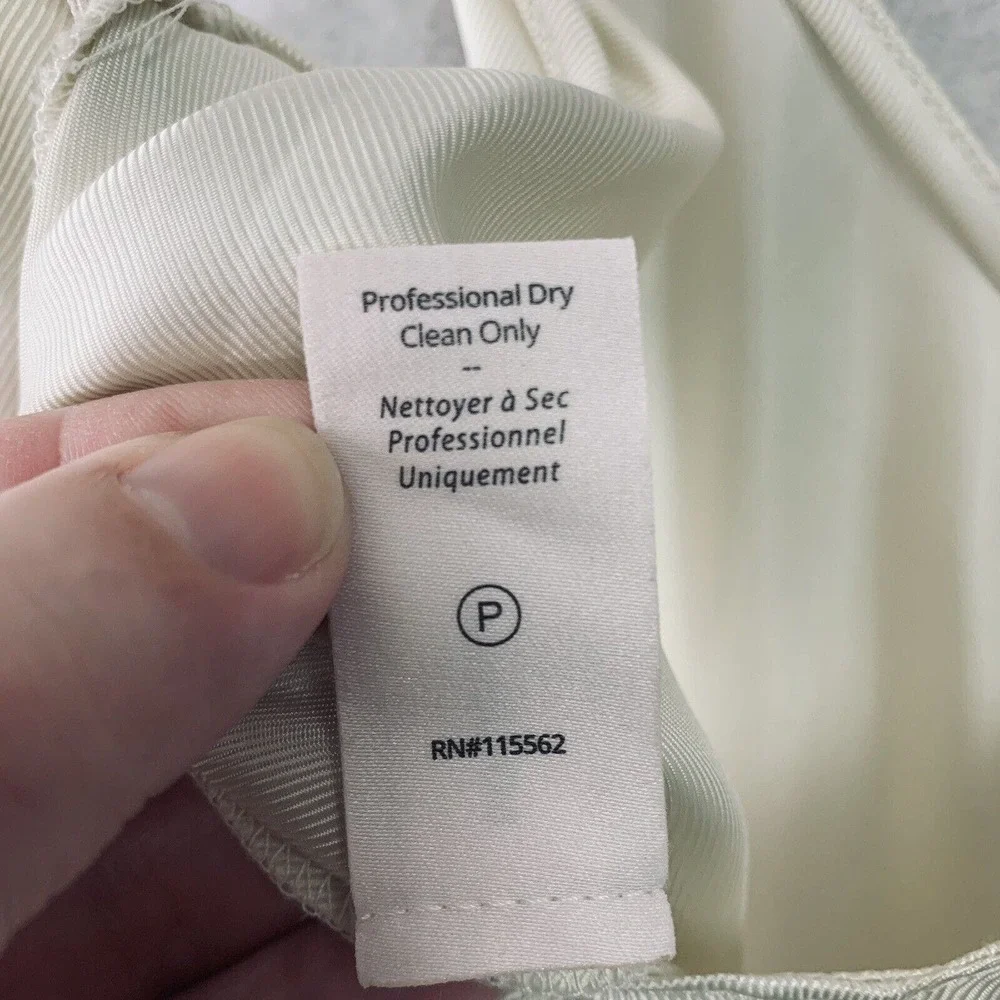 Professional Dry
Clean Only
--
Nettoyer à Sec
Professionnel
Uniquement
P
RN#115562